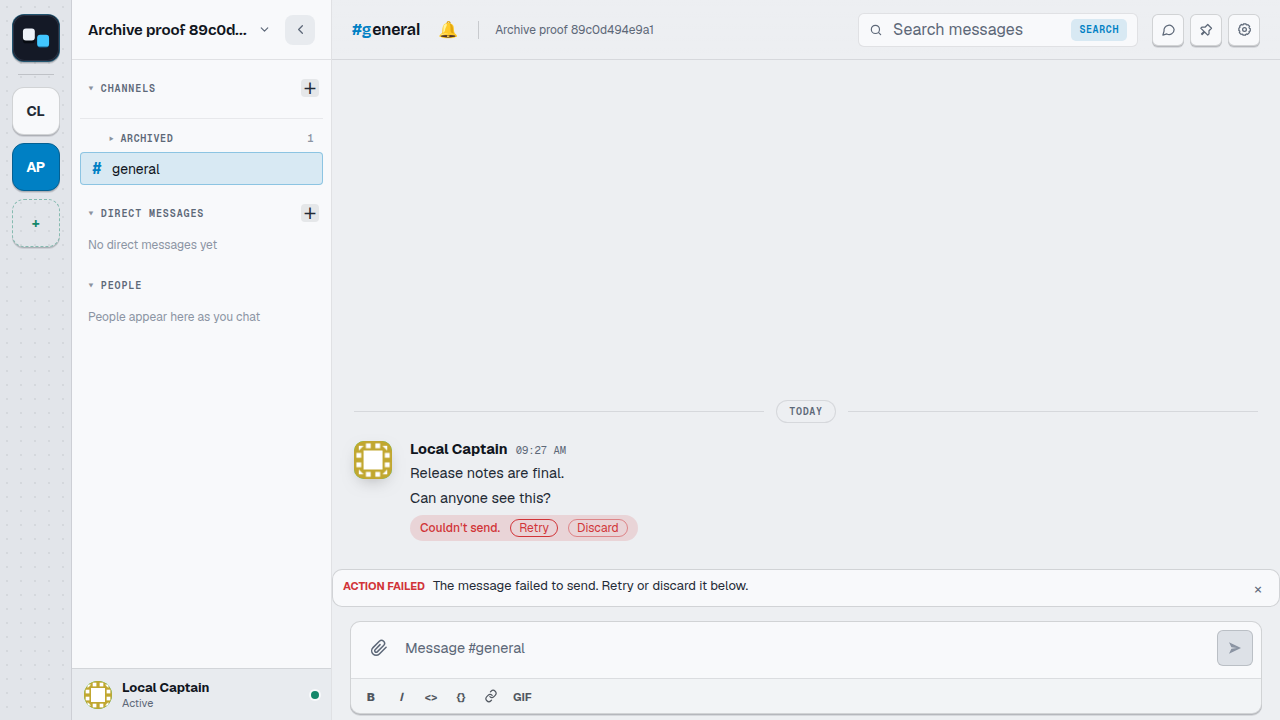 Archive proof 89c0d...
#general
Archive proof 89c0d494e9a1
Search messages
SEARCH
CL
AP
+
CHANNELS
ARCHIVED
1
# general
DIRECT MESSAGES
No direct messages yet
PEOPLE
People appear here as you chat
TODAY
Local Captain 09:27 AM
Release notes are final.
Can anyone see this?
Couldn't send. Retry Discard
ACTION FAILED The message failed to send. Retry or discard it below.
×
Message #general
B I <> {} GIF
Local Captain
Active